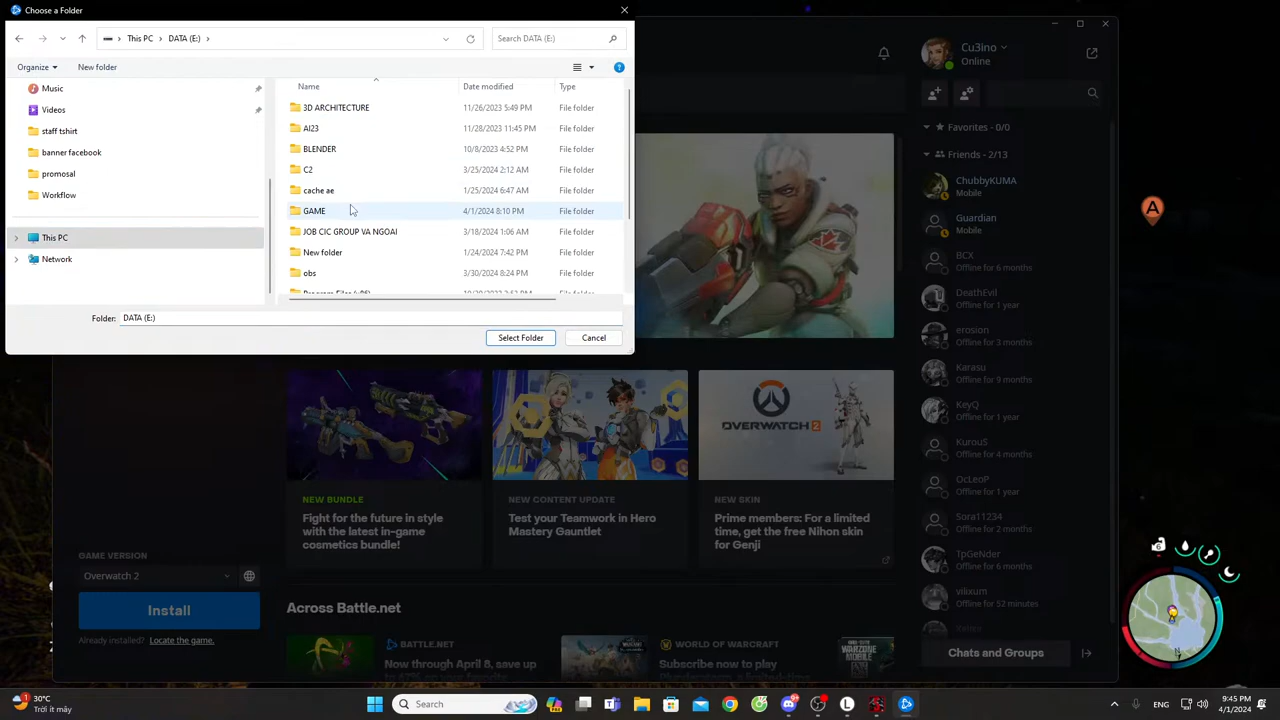 Choose a Folder
This PC
DATA (E:)
Search DATA (E:)
Organize
New folder
Music
Videos
staff tshirt
banner facebook
promosal
Workflow
This PC
Network
Name
Date modified
Type
3D ARCHITECTURE 11/26/2023 5:49 PM File folder
AI23 11/28/2023 11:45 PM File folder
BLENDER 10/8/2023 4:52 PM File folder
C2 3/25/2024 2:12 AM File folder
cache ae 1/25/2024 6:47 AM File folder
GAME 4/1/2024 8:10 PM File folder
JOB CIC GROUP VA NGOAI 3/18/2024 1:06 AM File folder
New folder 1/24/2024 7:42 PM File folder
obs 3/30/2024 8:24 PM File folder
Folder: DATA (E:)
Select Folder
Cancel
Cu3ino
Online
Favorites - 0/0
Friends - 2/13
ChubbyKUMA
Mobile
Guardian
Mobile
BCX
Offline for 6 months
DeathEvil
Offline for 1 year
erosion
Offline for 3 months
Karasu
Offline for 9 months
KeyQ
Offline for 1 year
KurouS
Offline for 4 months
OcLeoP
Offline for 1 year
Sora11234
Offline for 2 months
TpGeNder
Offline for 6 months
vilixum
Offline for 52 minutes
Chats and Groups
A
OVERWATCH 2
NEW BUNDLE
Fight for the future in style
with the latest in-game
cosmetics bundle!
NEW CONTENT UPDATE
Test your Teamwork in Hero
Mastery Gauntlet
NEW SKIN
Prime members: For a limited
time, get the free Nihon skin
for Genji
GAME VERSION
Overwatch 2
Install
Already installed? Locate the game.
Across Battle.net
BATTLE.NET
Now through April 8, save up
WORLD OF WARCRAFT
Subscribe now to play
WARZONE
MOBILE
6
30°C
Trời ít mây
Search
ENG
9:45 PM
4/1/2024